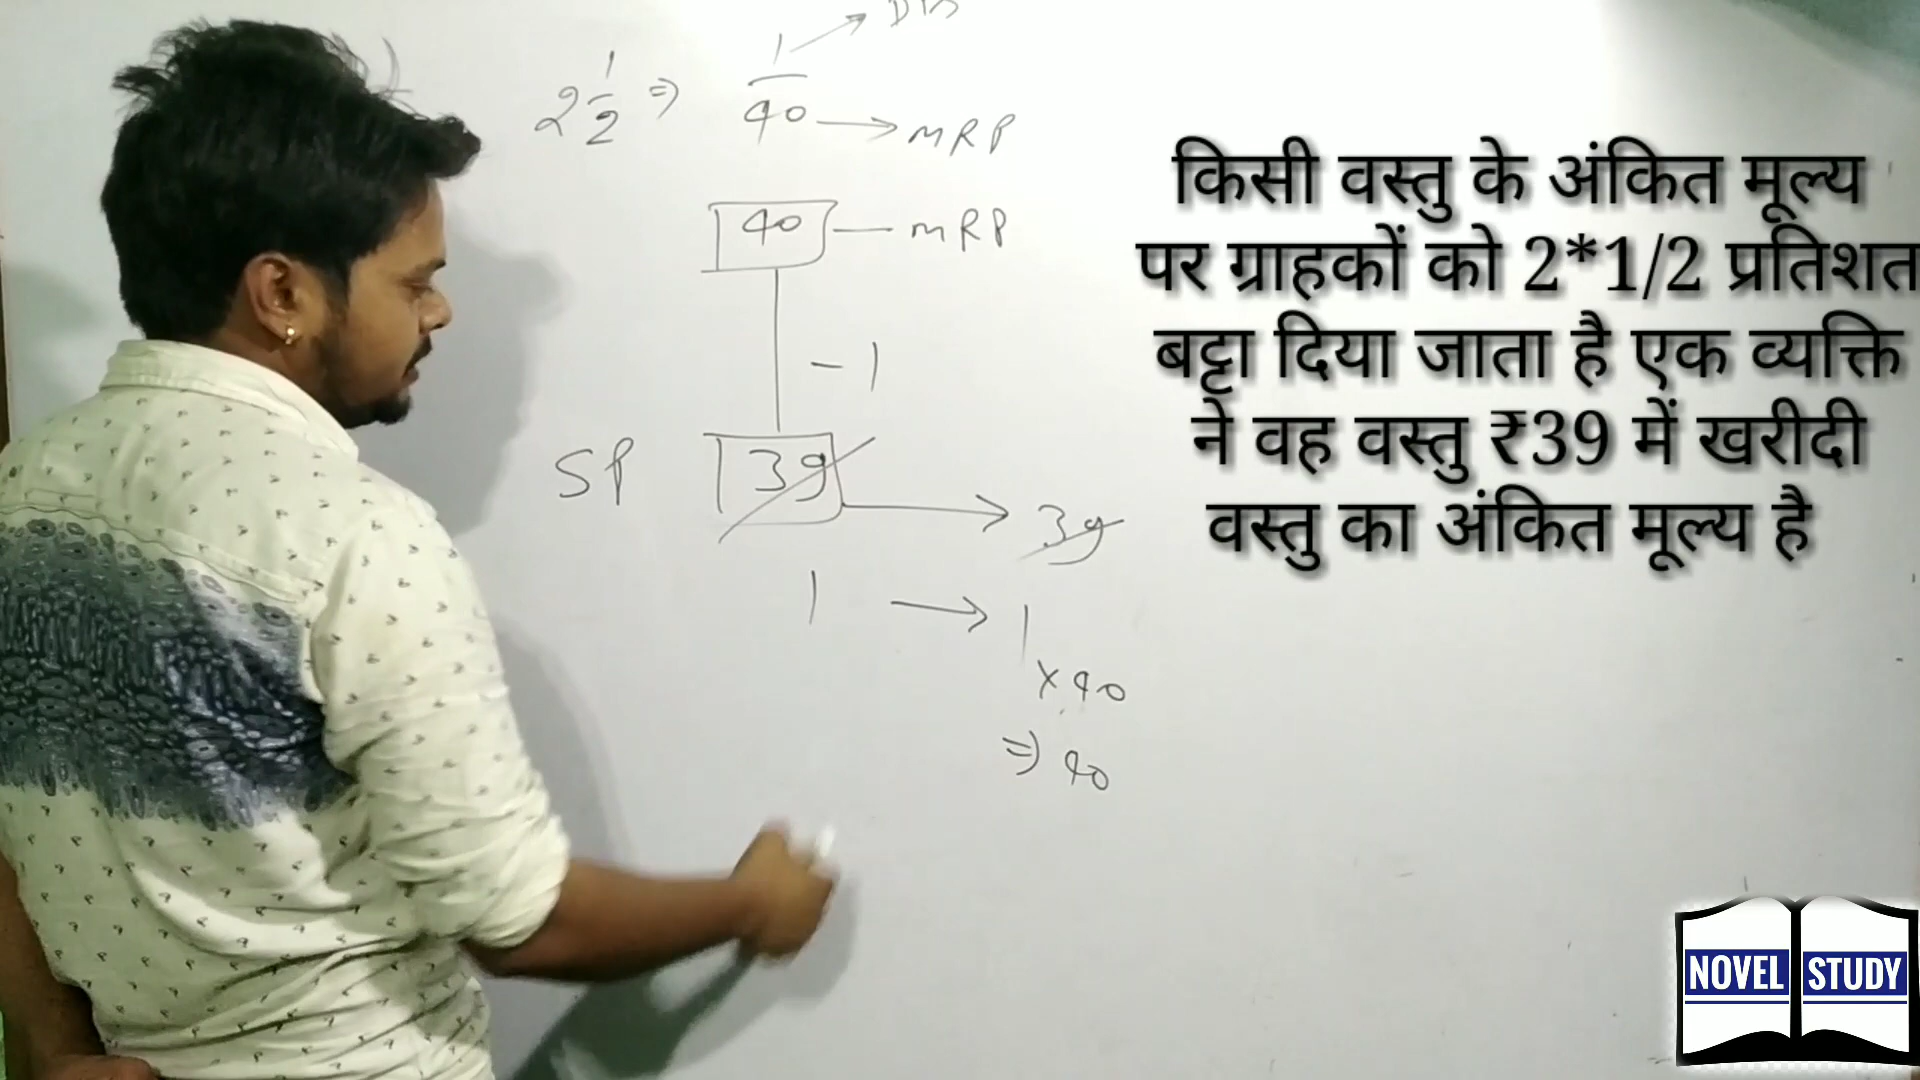 Dis
2 1/2 ⇒ 1/40 → MRP
40 — MRP
- 1
SP 39 → 39
1 → 1
× 40
⇒ 40
किसी वस्तु के अंकित मूल्य
पर ग्राहकों को 2*1/2 प्रतिशत
बट्टा दिया जाता है एक व्यक्ति
ने वह वस्तु ₹39 में खरीदी
वस्तु का अंकित मूल्य है
NOVEL STUDY